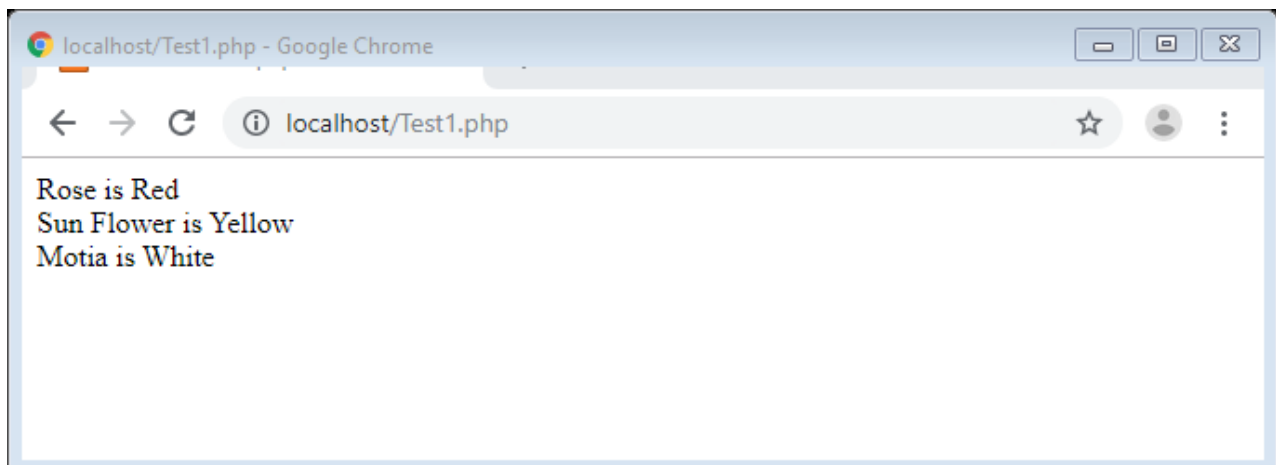 localhost/Test1.php - Google Chrome
localhost/Test1.php
Rose is Red
Sun Flower is Yellow
Motia is White